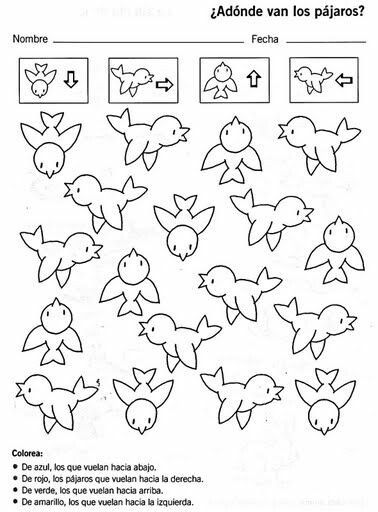 ¿Adónde van los pájaros?
Nombre Fecha
Colorea:
De azul, los que vuelan hacia abajo.
De rojo, los pájaros que vuelan hacia la derecha.
De verde, los que vuelan hacia arriba.
De amarillo, los que vuelan hacia la izquierda.